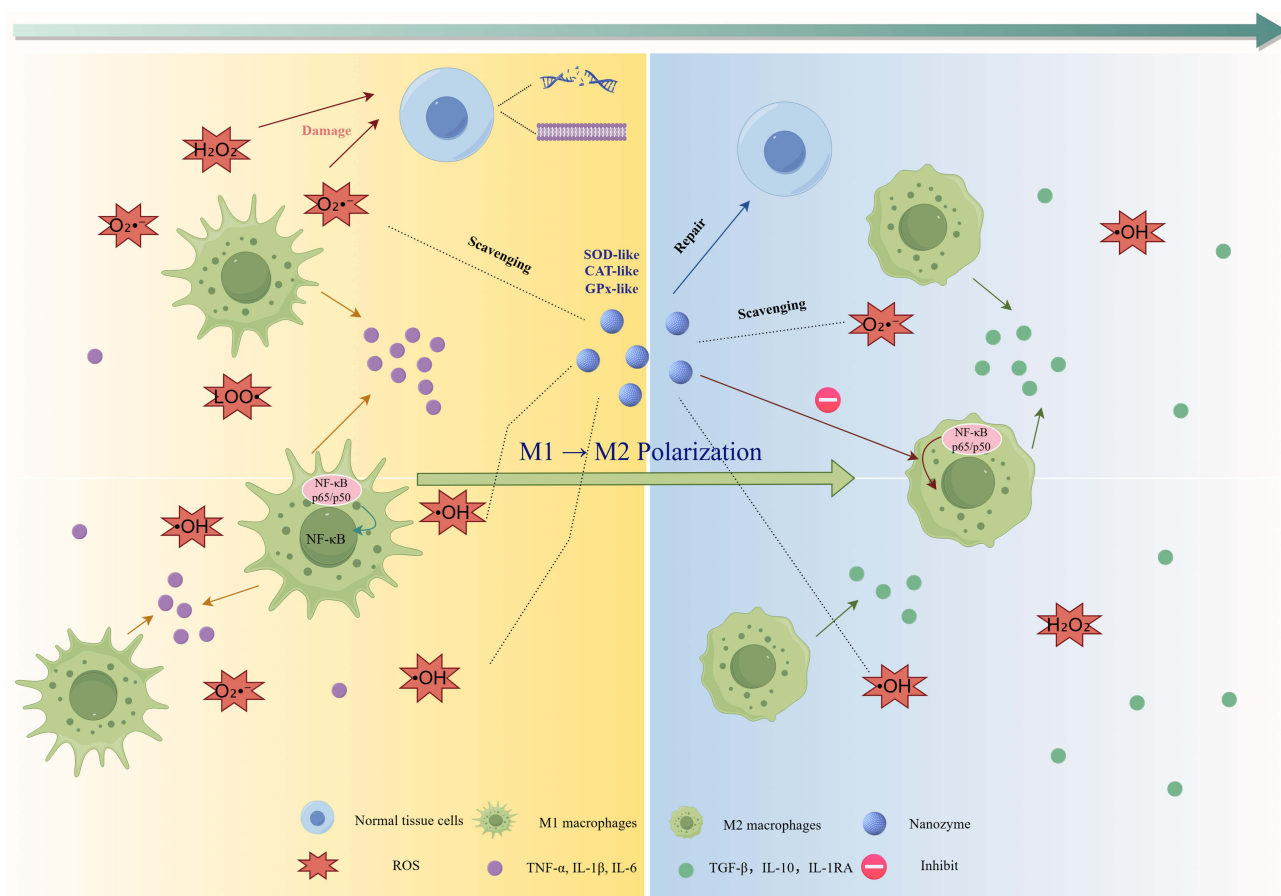 Damage
H₂O₂
O₂•⁻
O₂•⁻
Scavenging
SOD-like
CAT-like
GPx-like
LOO•
NF-κB
p65/p50
NF-κB
•OH
•OH
O₂•⁻
•OH
M1 → M2 Polarization
Repair
Scavenging
O₂•⁻
•OH
NF-κB
p65/p50
H₂O₂
•OH
Normal tissue cells
M1 macrophages
M2 macrophages
Nanozyme
ROS
TNF-α, IL-1β, IL-6
TGF-β，IL-10，IL-1RA
Inhibit